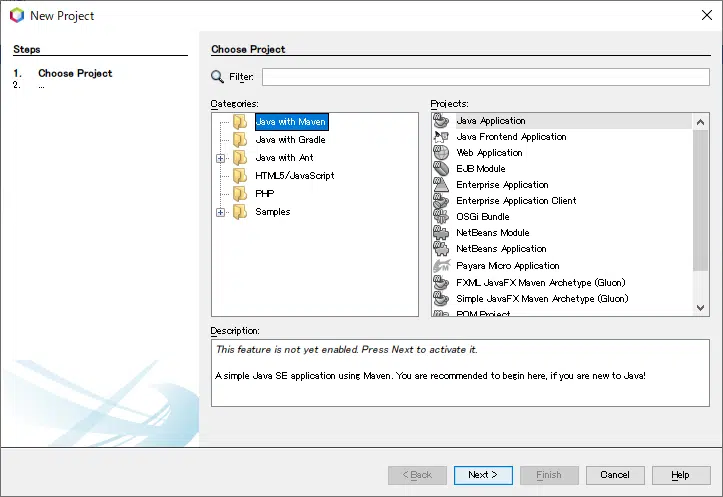 New Project
Steps
1. Choose Project
2. ...
Choose Project
Filter:
Categories:
Java with Maven
Java with Gradle
Java with Ant
HTML5/JavaScript
PHP
Samples
Projects:
Java Application
Java Frontend Application
Web Application
EJB Module
Enterprise Application
Enterprise Application Client
OSGi Bundle
NetBeans Module
NetBeans Application
Payara Micro Application
FXML JavaFX Maven Archetype (Gluon)
Simple JavaFX Maven Archetype (Gluon)
POM Project
Description:
This feature is not yet enabled. Press Next to activate it.
A simple Java SE application using Maven. You are recommended to begin here, if you are new to Java!
< Back
Next >
Finish
Cancel
Help